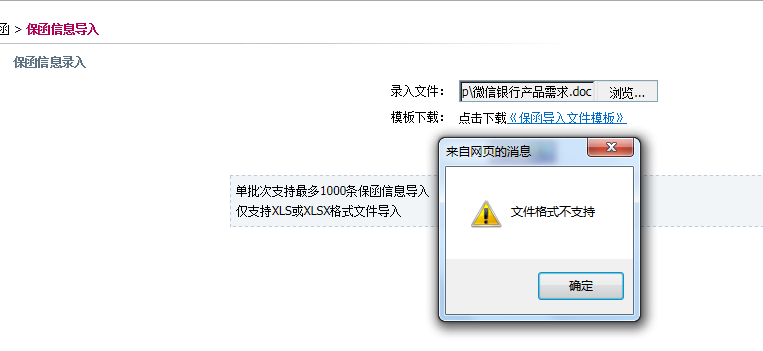 函 > 保函信息导入
保函信息录入
录入文件： p\微信银行产品需求.doc 浏览...
模板下载： 点击下载《保函导入文件模板》
来自网页的消息
单批次支持最多1000条保函信息导入
仅支持XLS或XLSX格式文件导入
文件格式不支持
确定